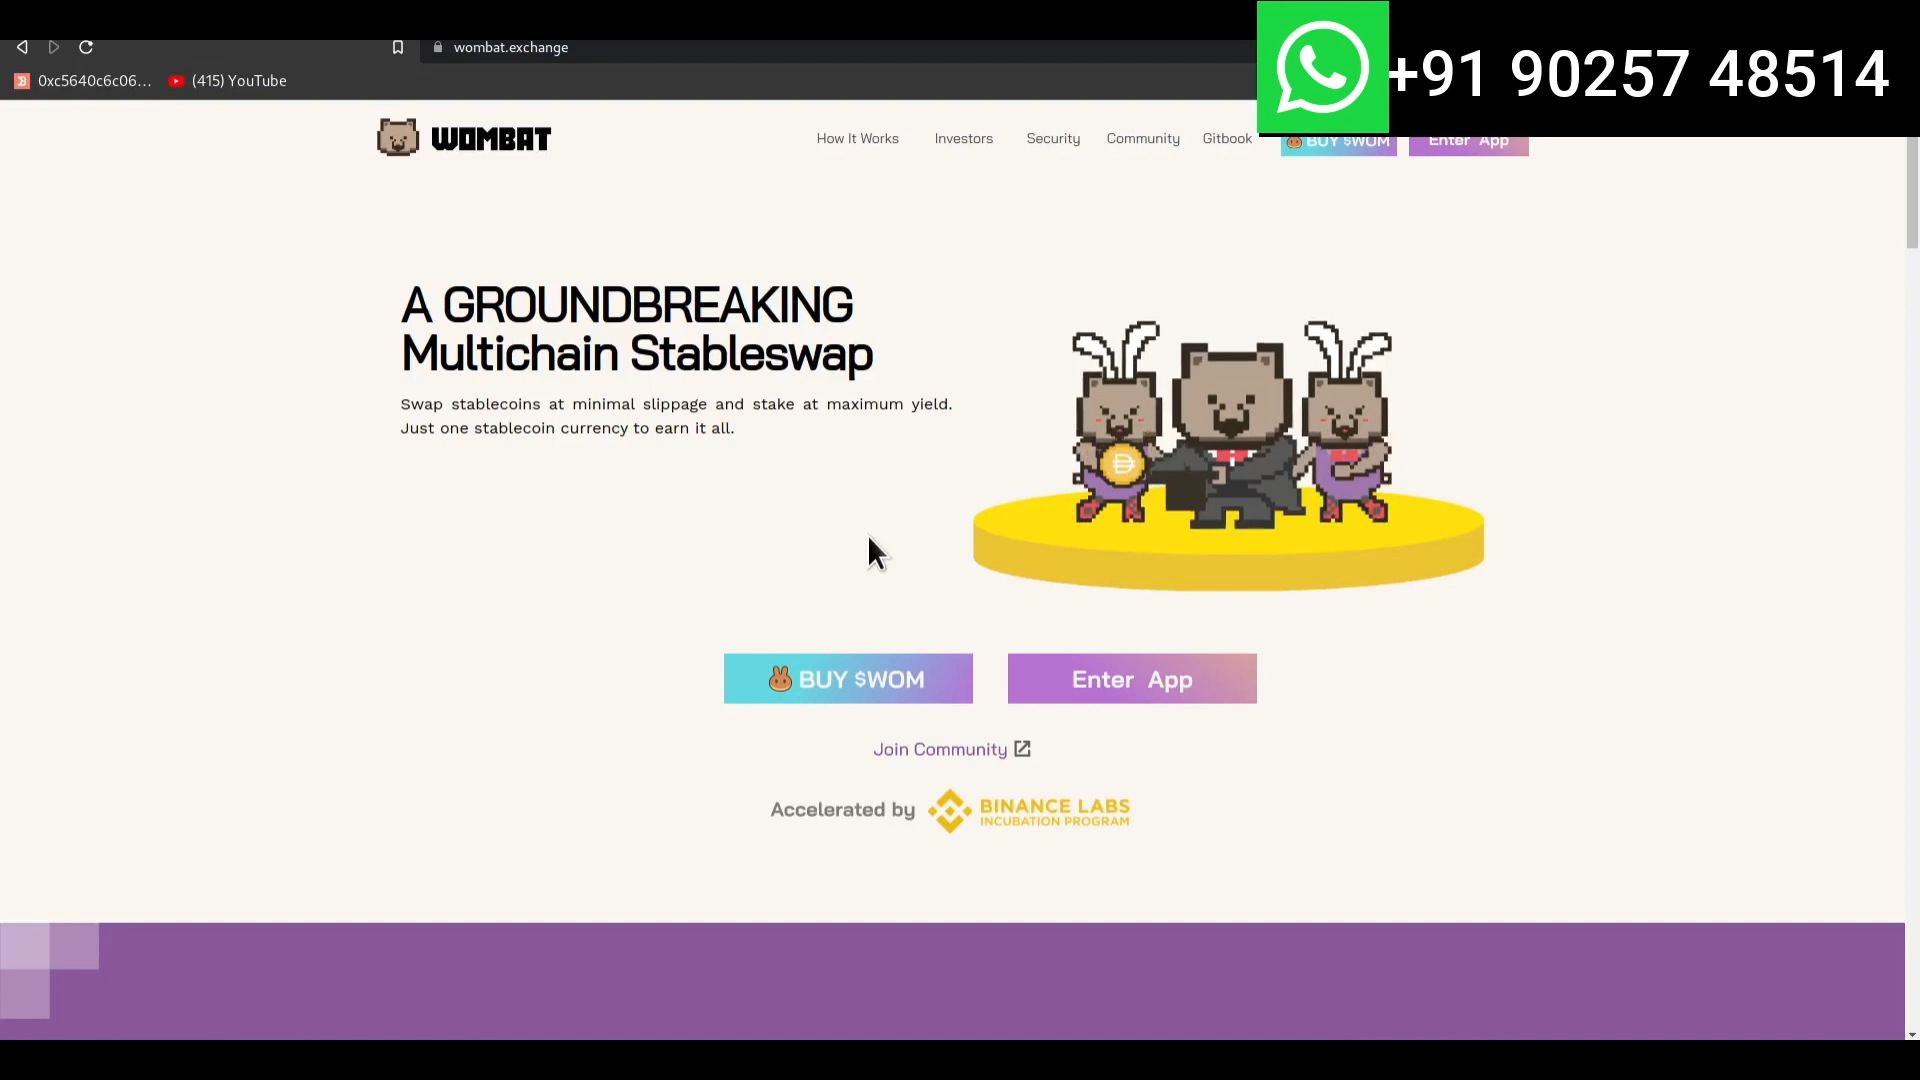 wombat.exchange
+91 90257 48514
0xc5640c6c06...
(415) YouTube
WOMBAT
How It Works
Investors
Security
Community
Gitbook
BUY $WOM
Enter App
A GROUNDBREAKING
Multichain Stableswap
Swap stablecoins at minimal slippage and stake at maximum yield.
Just one stablecoin currency to earn it all.
BUY $WOM
Enter App
Join Community
Accelerated by
BINANCE LABS
INCUBATION PROGRAM